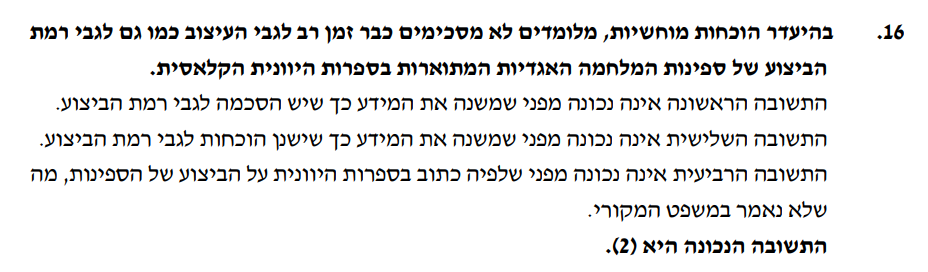 16. בהיעדר הוכחות מוחשיות, מלומדים לא מסכימים כבר זמן רב לגבי העיצוב כמו גם לגבי רמת
הביצוע של ספינות המלחמה האגדיות המתוארות בספרות היוונית הקלאסית.
התשובה הראשונה אינה נכונה מפני שמשנה את המידע כך שיש הסכמה לגבי רמת הביצוע.
התשובה השלישית אינה נכונה מפני שמשנה את המידע כך שישנן הוכחות לגבי רמת הביצוע.
התשובה הרביעית אינה נכונה מפני שלפיה כתוב בספרות היוונית על הביצוע של הספינות, מה
שלא נאמר במשפט המקורי.
התשובה הנכונה היא (2).